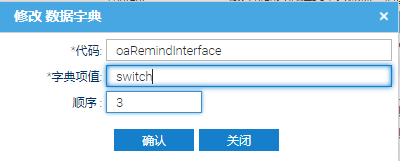 修改 数据字典 ×
*代码: oaRemindInterface
*字典项值: switch
顺序 : 3
确认 关闭